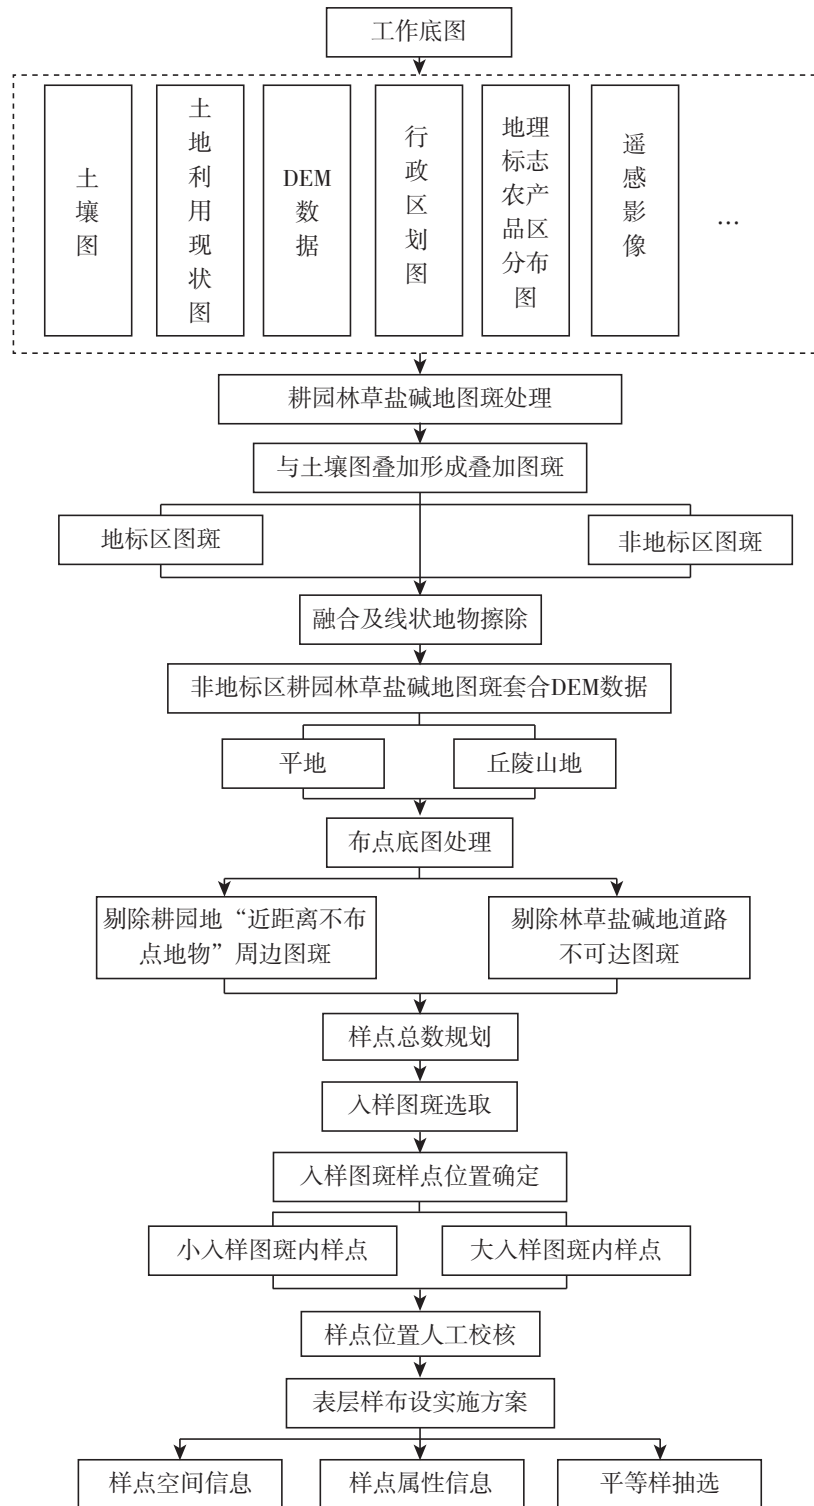 工作底图
土壤图
土地利用现状图
DEM
数据
行政区划图
地理
标志
农产
品区
分布
图
遥感影像
…
耕园林草盐碱地图斑处理
与土壤图叠加形成叠加图斑
地标区图斑
非地标区图斑
融合及线状地物擦除
非地标区耕园林草盐碱地图斑套合DEM数据
平地
丘陵山地
布点底图处理
剔除耕园地“近距离不布
点地物”周边图斑
剔除林草盐碱地道路
不可达图斑
样点总数规划
入样图斑选取
入样图斑样点位置确定
小入样图斑内样点
大入样图斑内样点
样点位置人工校核
表层样布设实施方案
样点空间信息
样点属性信息
平等样抽选